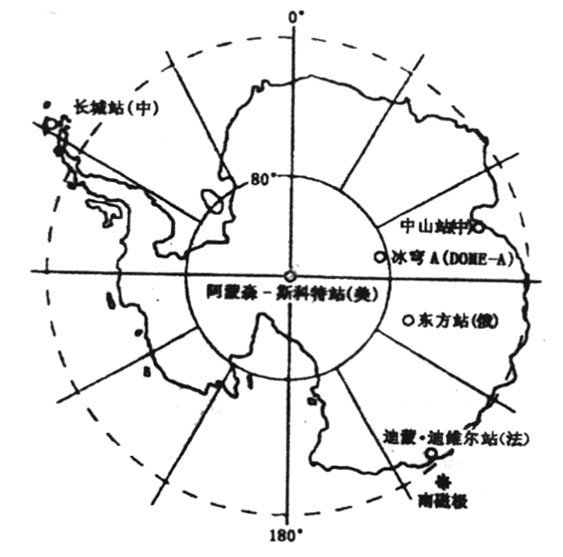 0°
长城站(中)
80°
中山站(中)
冰穹A(DOME-A)
阿蒙森-斯科特站(美)
东方站(俄)
迪蒙·迪维尔站(法)
南磁极
180°